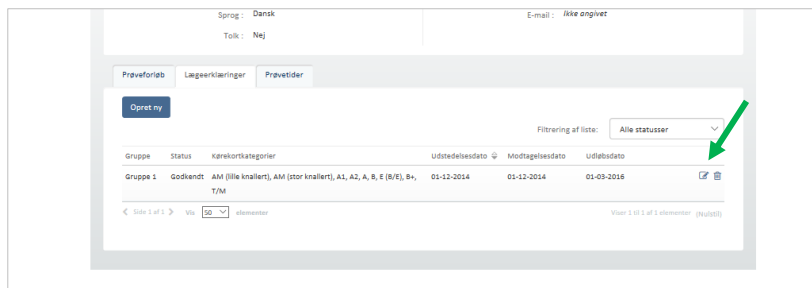 Sprog : Dansk
E-mail : Ikke angivet
Tolk : Nej
Prøveforløb Lægeerklæringer Prøvetider
Opret ny
Filtrering af liste: Alle statusser
Gruppe Status Kørekortkategorier Udstedelsesdato Modtagelsesdato Udløbsdato
Gruppe 1 Godkendt AM (lille knallert), AM (stor knallert), A1, A2, A, B, E (B/E), B+, 01-12-2014 01-12-2014 01-03-2016
T/M
Side 1 af 1 Vis 50 elementer Viser 1 til 1 af 1 elementer (Nulstil)